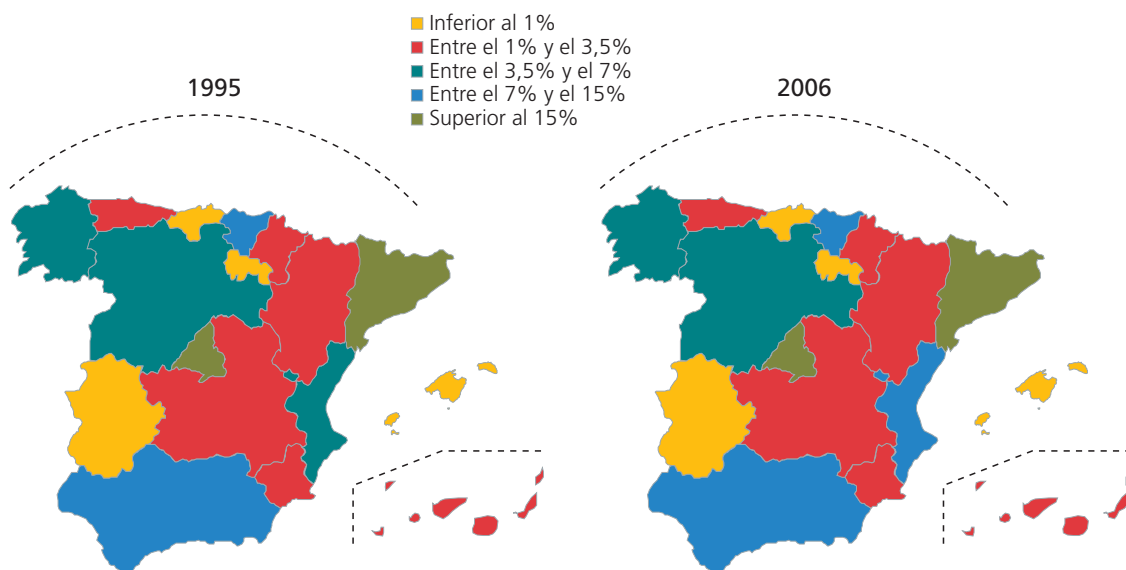 Inferior al 1%
Entre el 1% y el 3,5%
Entre el 3,5% y el 7%
Entre el 7% y el 15%
Superior al 15%
1995
2006